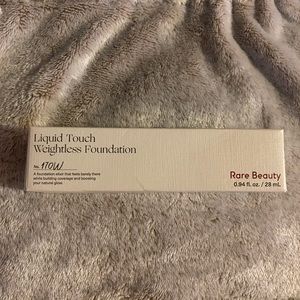 Liquid Touch
Weightless Foundation
No. 170W
A foundation elixir that feels barely there
while building coverage and boosting
your natural glow.
Rare Beauty
0.94 fl. oz. / 28 mL